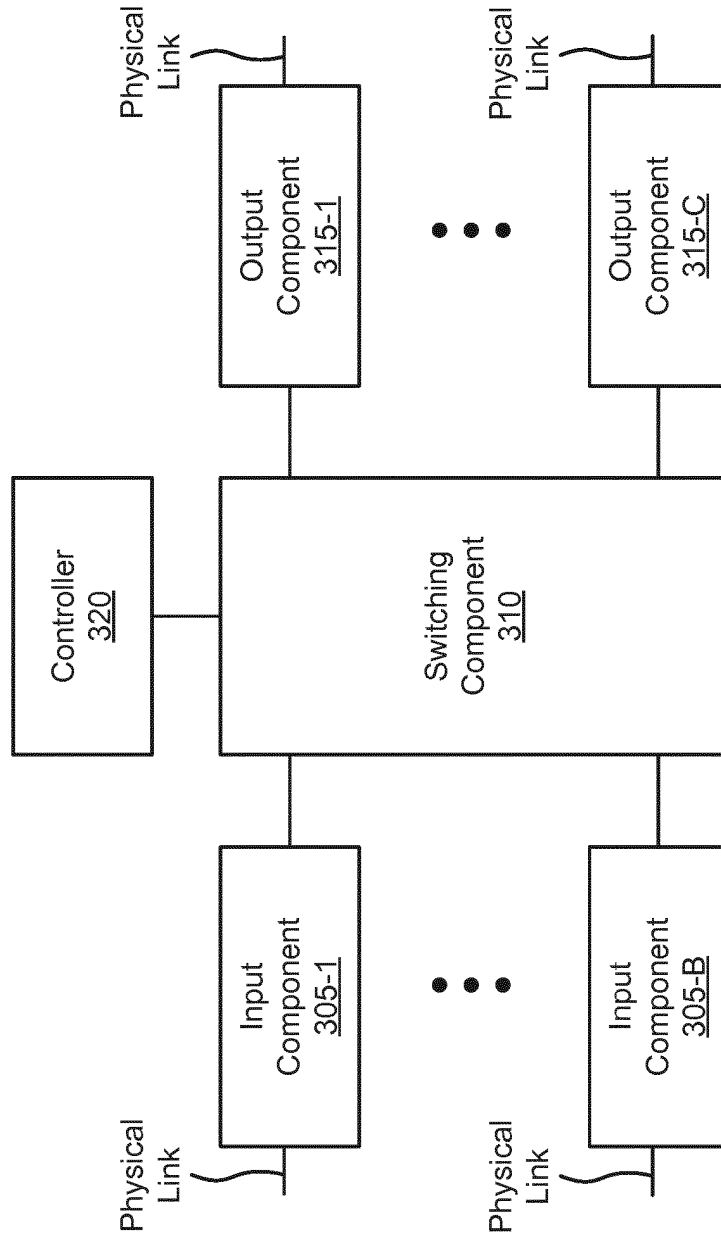 Controller
320
Physical
Link
Input
Component
305-1
Switching
Component
310
Output
Component
315-1
Physical
Link
Physical
Link
Input
Component
305-B
Output
Component
315-C
Physical
Link